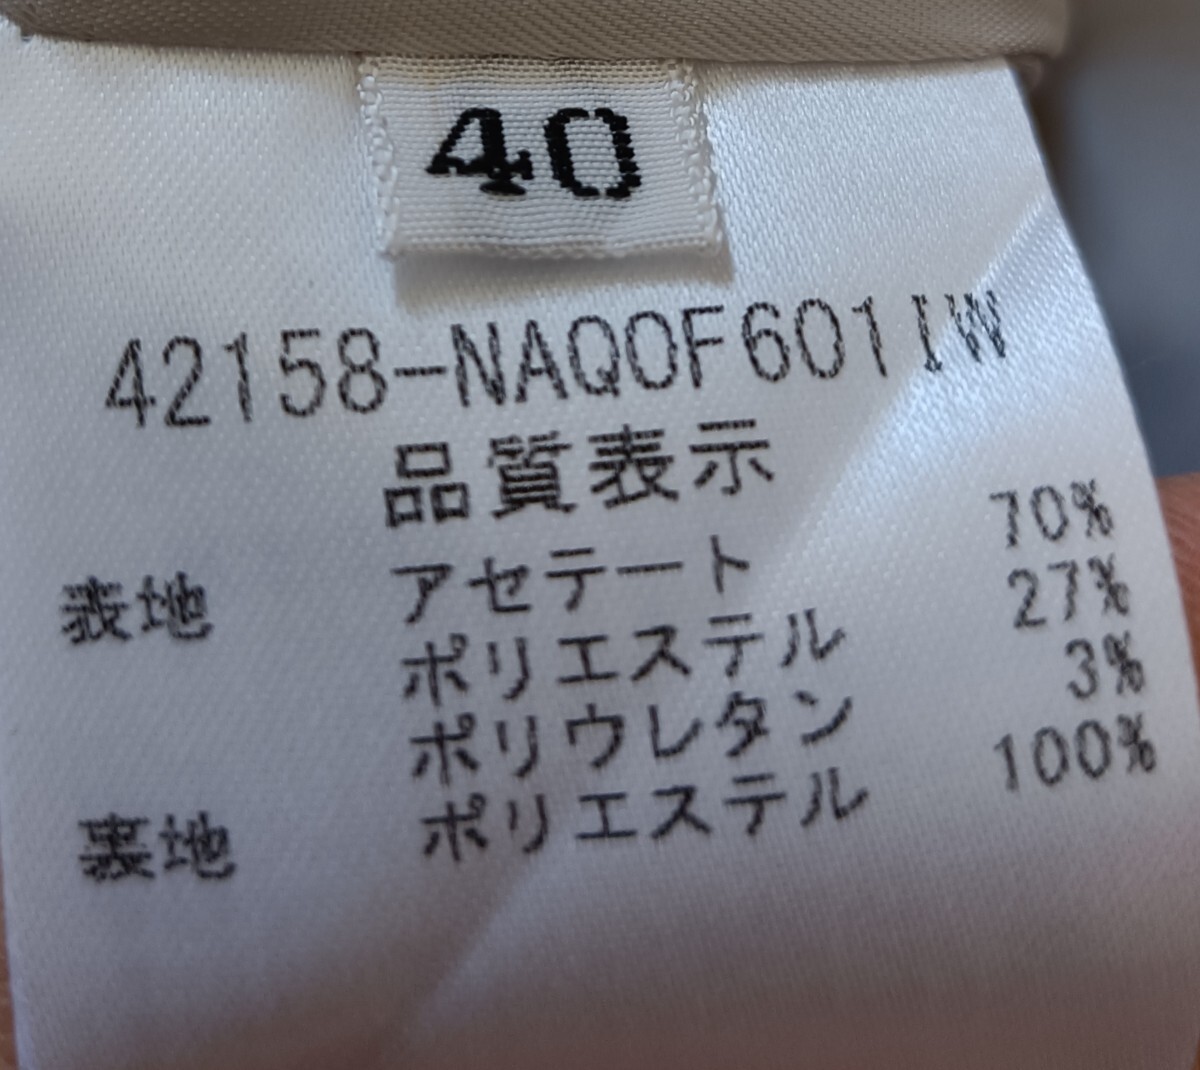 40
42158-NAQ0F601IW
品質表示
表地 アセテート 70%
ポリエステル 27%
ポリウレタン 3%
裏地 ポリエステル 100%